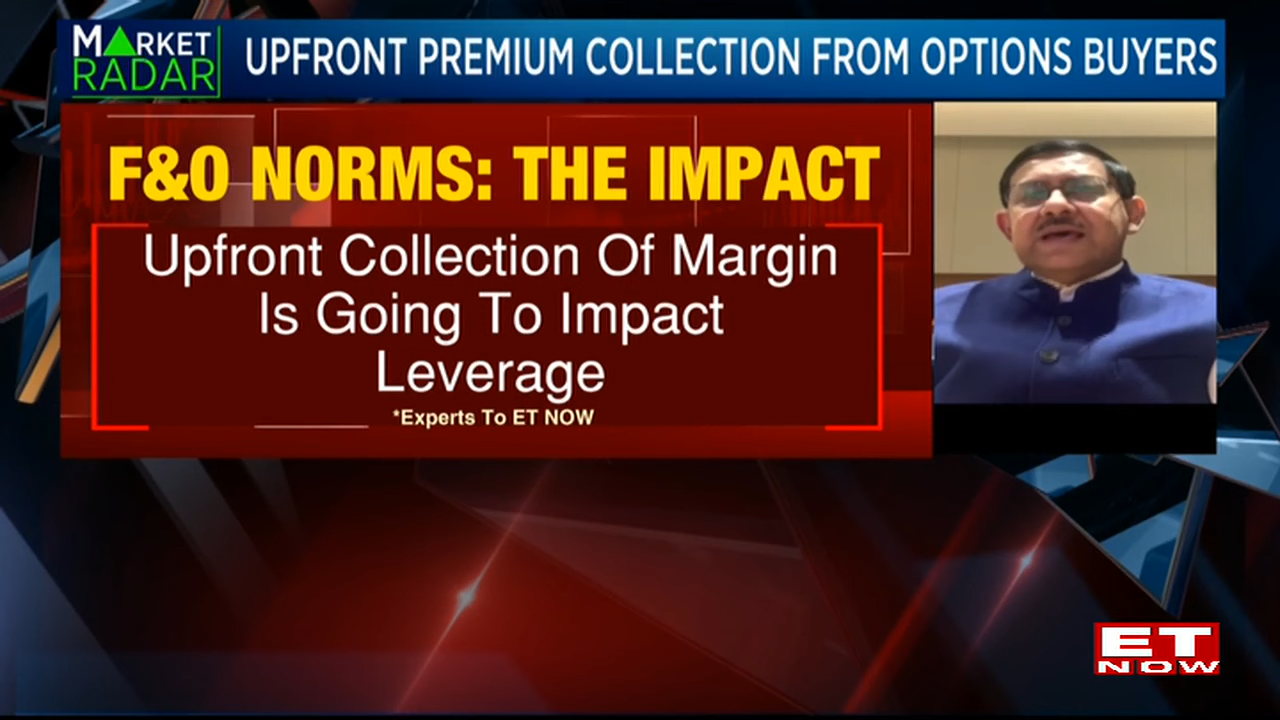 MARKET
RADAR
UPFRONT PREMIUM COLLECTION FROM OPTIONS BUYERS
F&O NORMS: THE IMPACT
Upfront Collection Of Margin
Is Going To Impact
Leverage
*Experts To ET NOW
ET
NOW